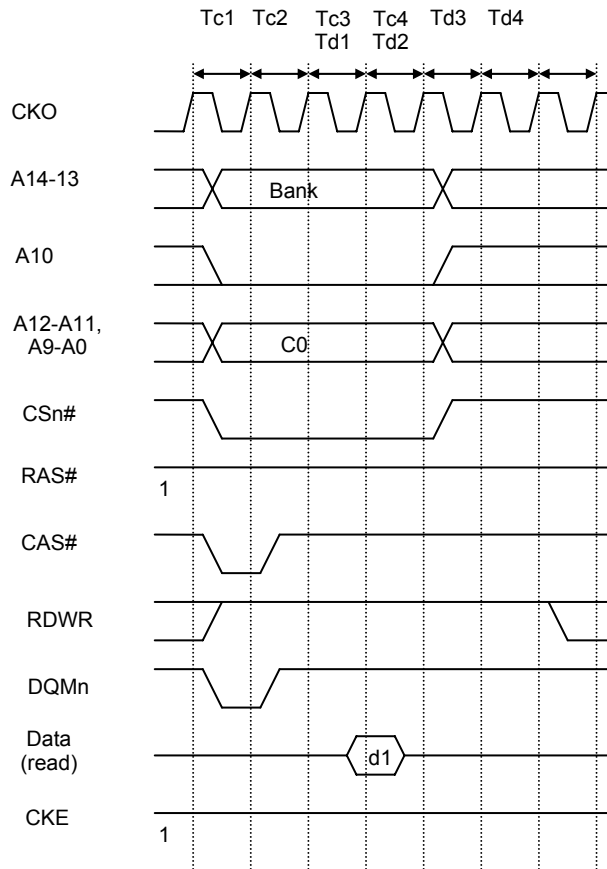 Tc1 Tc2 Tc3 Tc4 Td3 Td4
Td1 Td2
CKO
A14-13
Bank
A10
A12-A11,
A9-A0
C0
CSn#
RAS#
1
CAS#
RDWR
DQMn
Data
(read)
d1
CKE
1